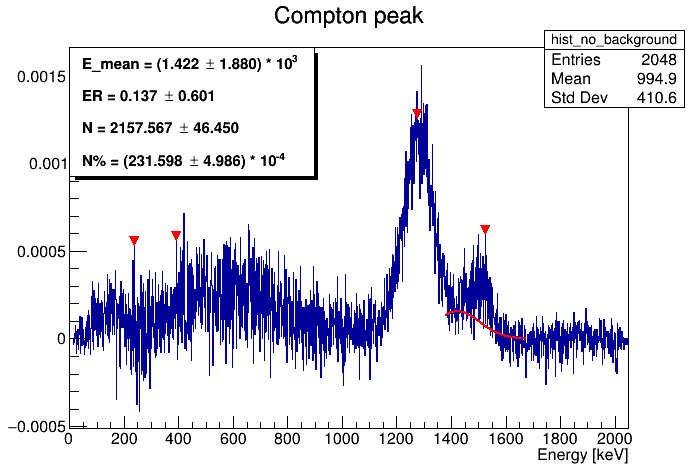 Compton peak
hist_no_background
Entries 2048
Mean 994.9
Std Dev 410.6
E_mean = (1.422 ± 1.880) * 10³
ER = 0.137 ± 0.601
N = 2157.567 ± 46.450
N% = (231.598 ± 4.986) * 10⁻⁴
0.0015
0.001
0.0005
0
−0.0005
0 200 400 600 800 1000 1200 1400 1600 1800 2000
Energy [keV]